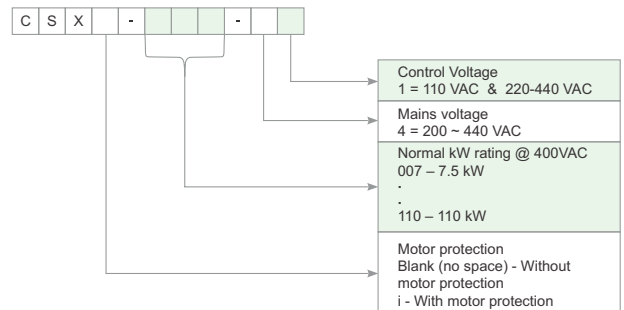 C S X - -
Control Voltage
1 = 110 VAC & 220-440 VAC
Mains voltage
4 = 200 ~ 440 VAC
Normal kW rating @ 400VAC
007 – 7.5 kW
.
.
110 – 110 kW
Motor protection
Blank (no space) - Without
motor protection
i - With motor protection